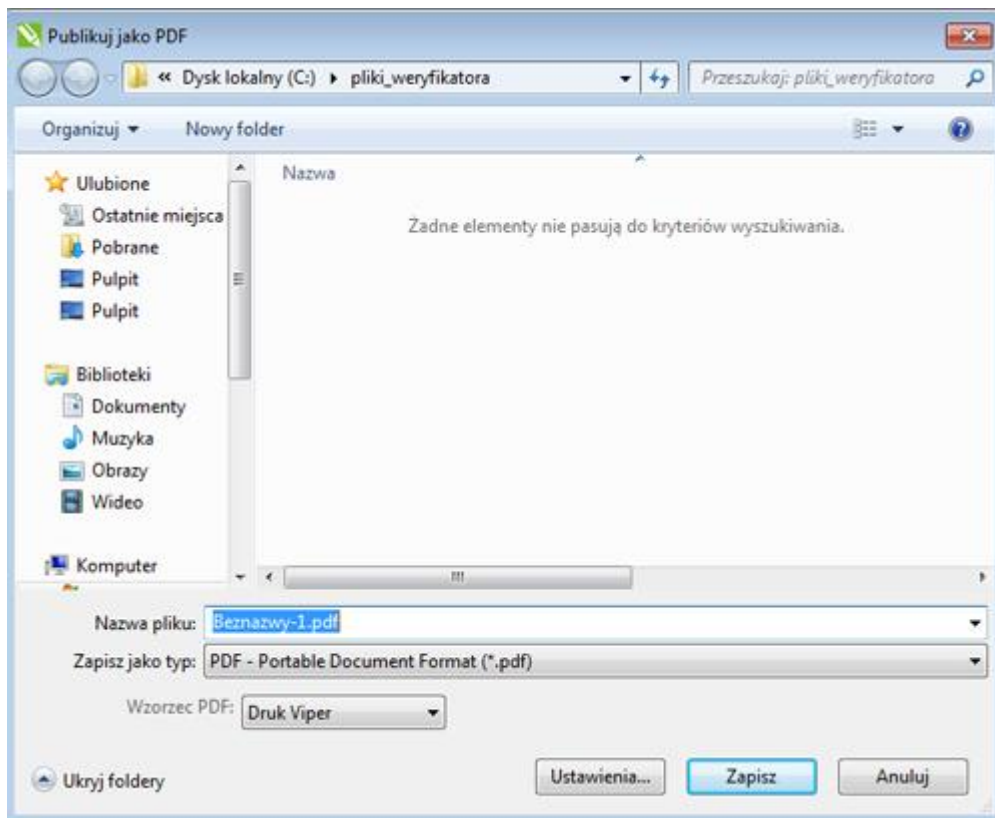 Publikuj jako PDF
« Dysk lokalny (C:) pliki_weryfikatora
Przeszukaj: pliki_weryfikatora
Organizuj Nowy folder
Ulubione
Ostatnie miejsca
Pobrane
Pulpit
Pulpit
Biblioteki
Dokumenty
Muzyka
Obrazy
Wideo
Komputer
Nazwa
Żadne elementy nie pasują do kryteriów wyszukiwania.
Nazwa pliku: Beznazwy-1.pdf
Zapisz jako typ: PDF - Portable Document Format (*.pdf)
Wzorzec PDF: Druk Viper
Ukryj foldery Ustawienia... Zapisz Anuluj